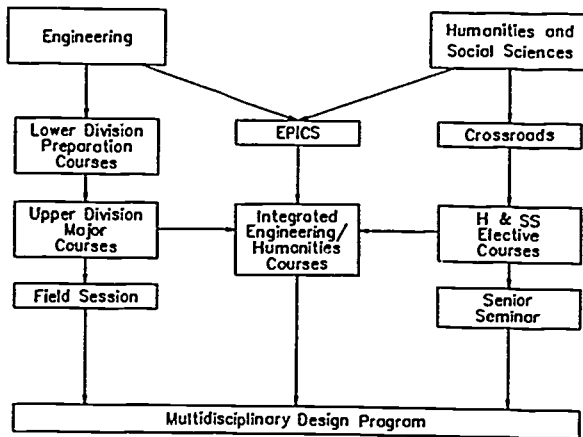 Engineering
Humanities and
Social Sciences
Lower Division
Preparation
Courses
EPICS
Crossroads
Upper Division
Major
Courses
Integrated
Engineering/
Humanities
Courses
H & SS
Elective
Courses
Field Session
Senior
Seminar
Multidisciplinary Design Program